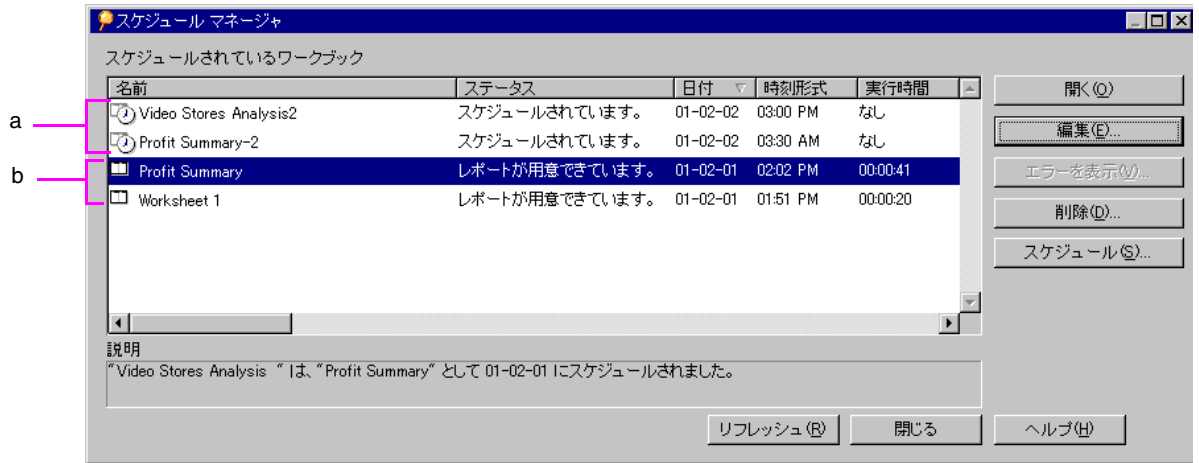 スケジュール マネージャ
スケジュールされているワークブック
名前 ステータス 日付 時刻形式 実行時間
a
Video Stores Analysis2 スケジュールされています。 01-02-02 03:00 PM なし
Profit Summary-2 スケジュールされています。 01-02-02 03:30 AM なし
b
Profit Summary レポートが用意できています。 01-02-01 02:02 PM 00:00:41
Worksheet 1 レポートが用意できています。 01-02-01 01:51 PM 00:00:20
開く(O)
編集(E)...
エラーを表示(V)...
削除(D)...
スケジュール(S)...
説明
"Video Stores Analysis " は、"Profit Summary" として 01-02-01 にスケジュールされました。
リフレッシュ(R) 閉じる ヘルプ(H)